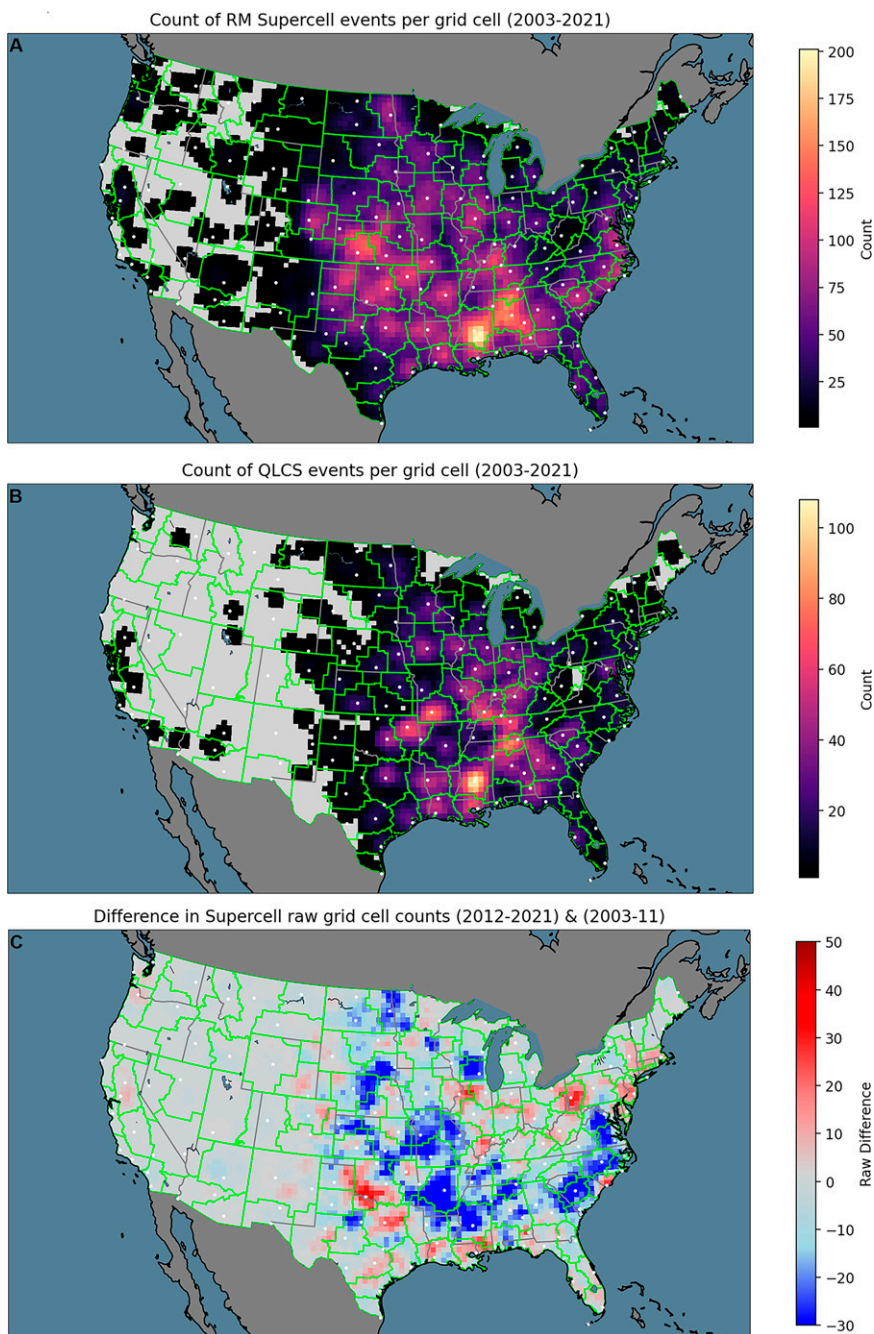 Count of RM Supercell events per grid cell (2003-2021)
A
200
175
150
125
100
75
50
25
Count
Count of QLCS events per grid cell (2003-2021)
B
100
80
60
40
20
Count
Difference in Supercell raw grid cell counts (2012-2021) & (2003-11)
C
50
40
30
20
10
0
−10
−20
−30
Raw Difference